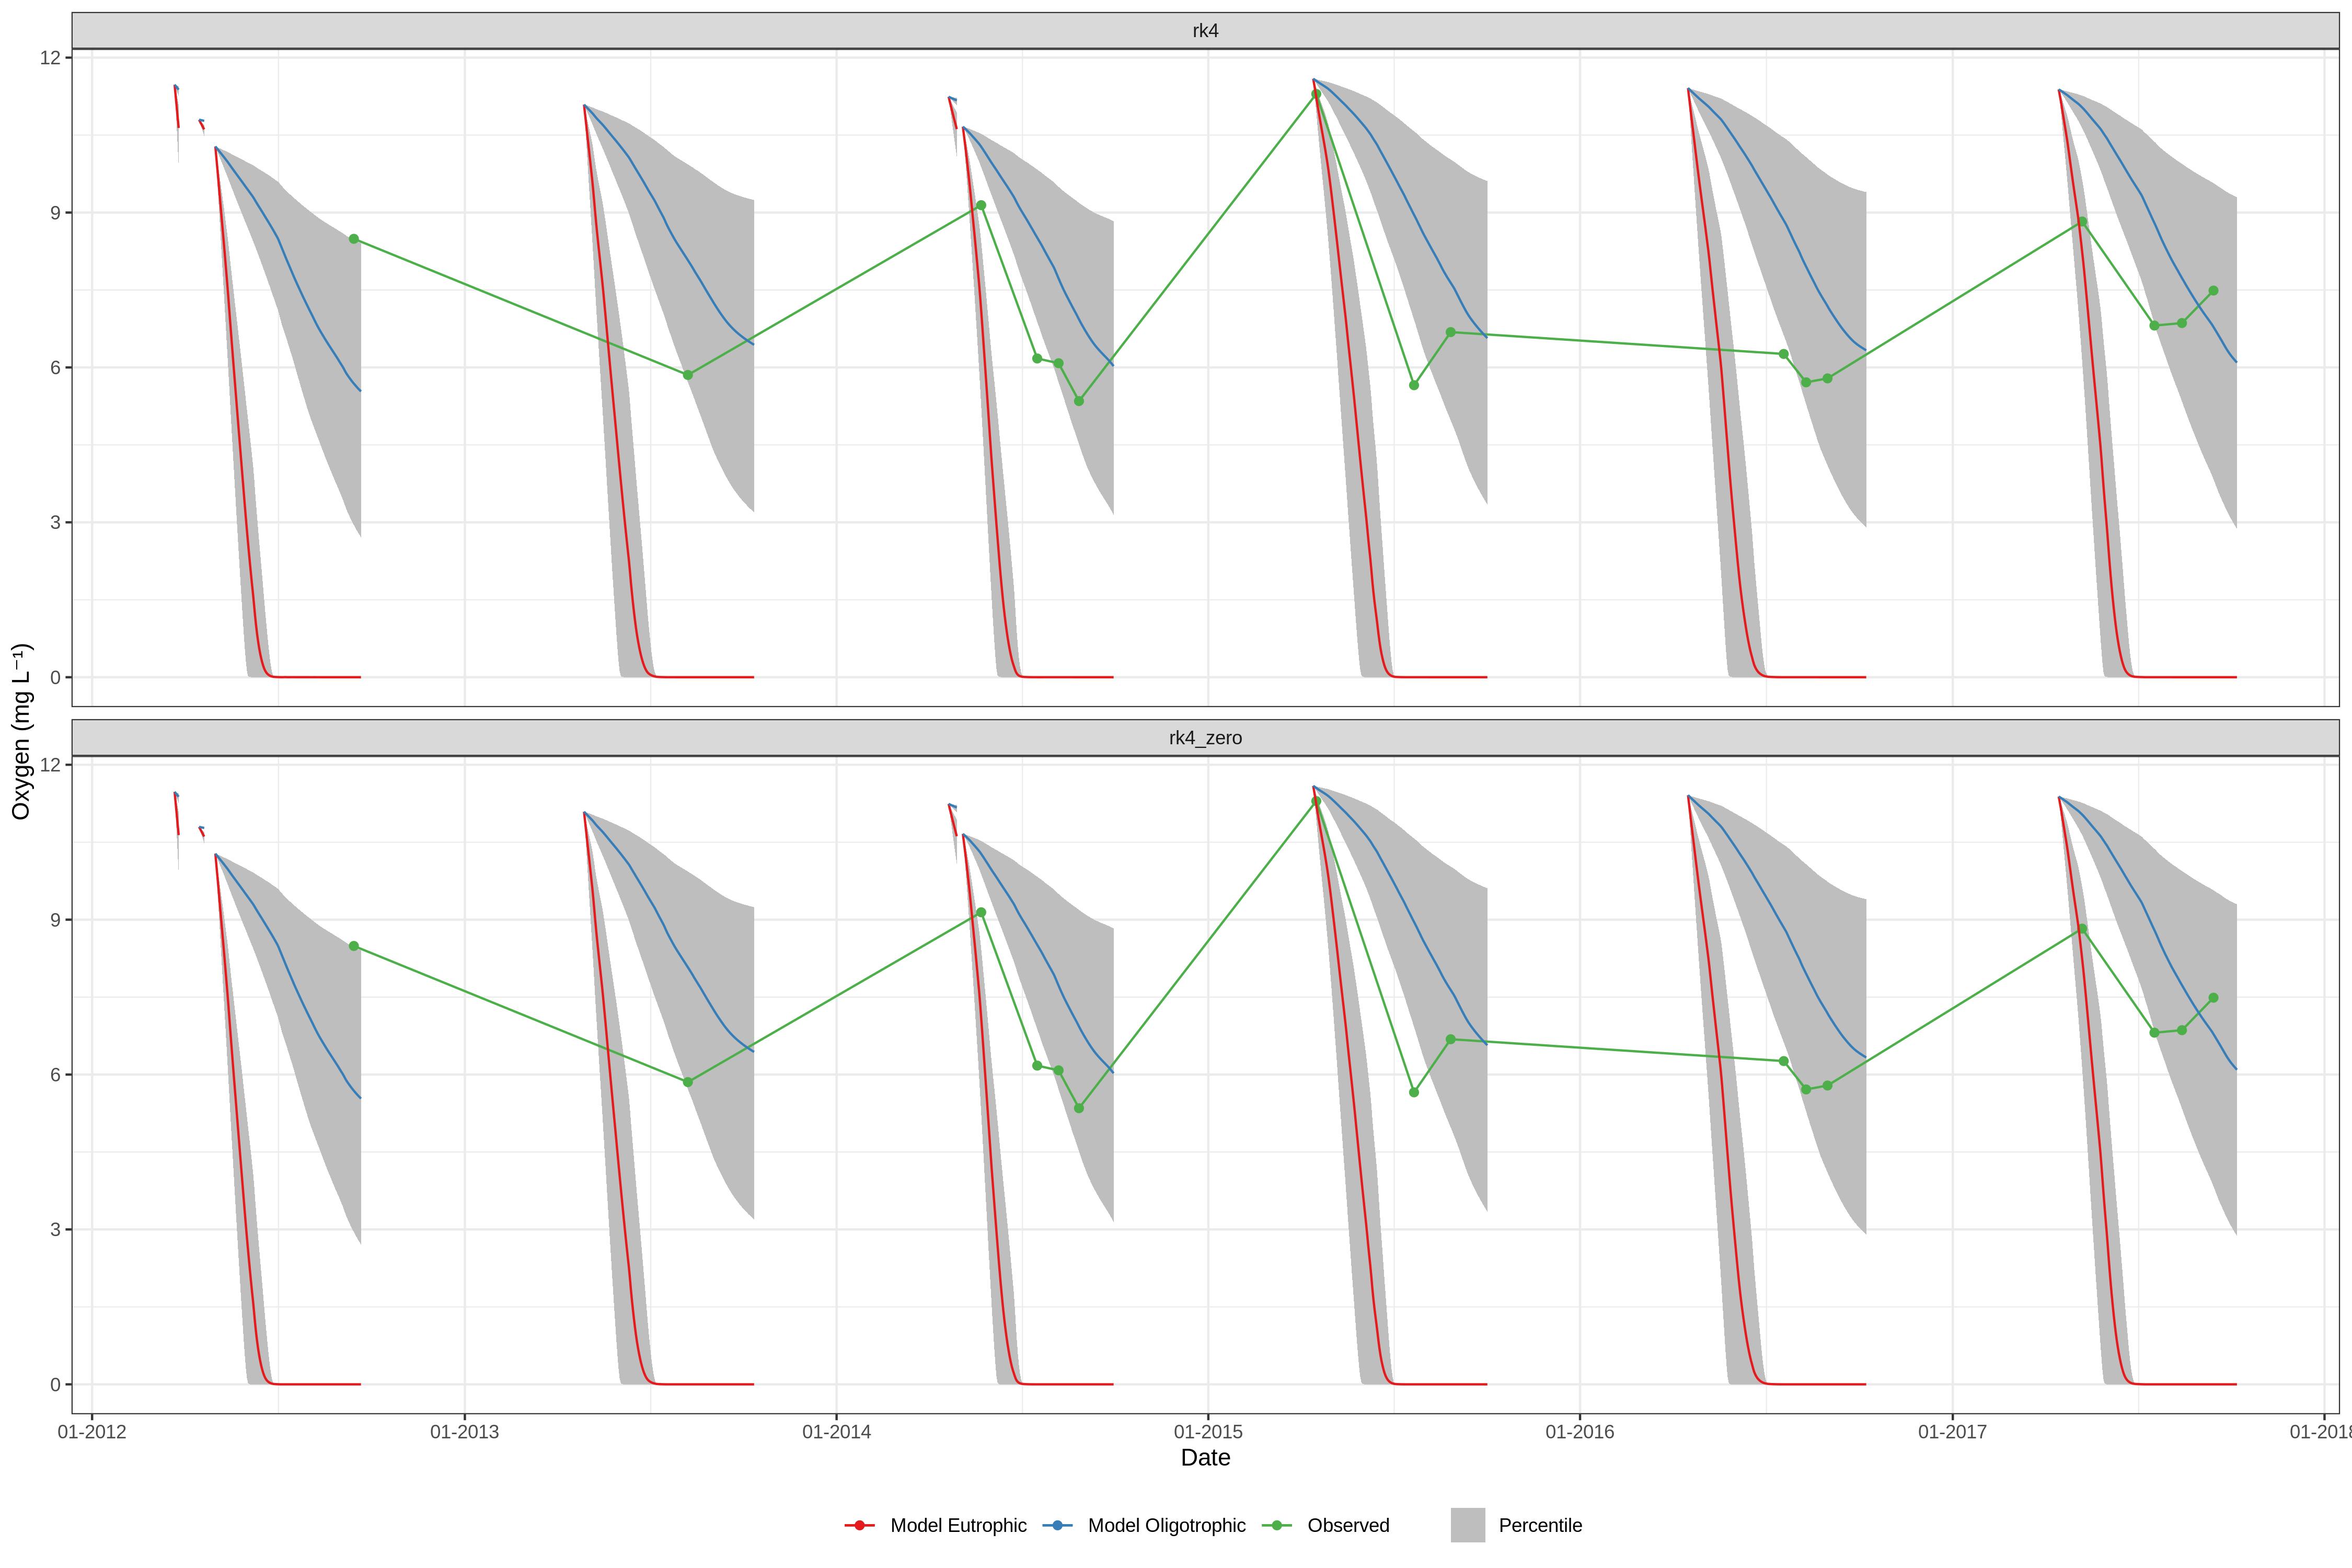 rk4
12
9
6
3
0
rk4_zero
12
9
6
3
0
Oxygen (mg L⁻¹)
01-2012 01-2013 01-2014 01-2015 01-2016 01-2017 01-2018
Date
Model Eutrophic Model Oligotrophic Observed Percentile